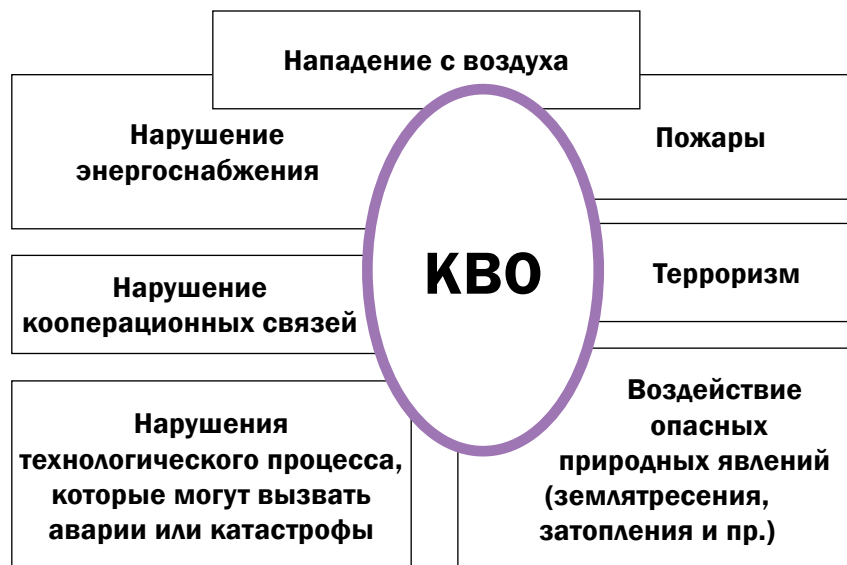 Нападение с воздуха
Нарушение
энергоснабжения
Пожары
КВО
Нарушение
кооперационных связей
Терроризм
Нарушения
технологического процесса,
которые могут вызвать
аварии или катастрофы
Воздействие
опасных
природных явлений
(землятресения,
затопления и пр.)